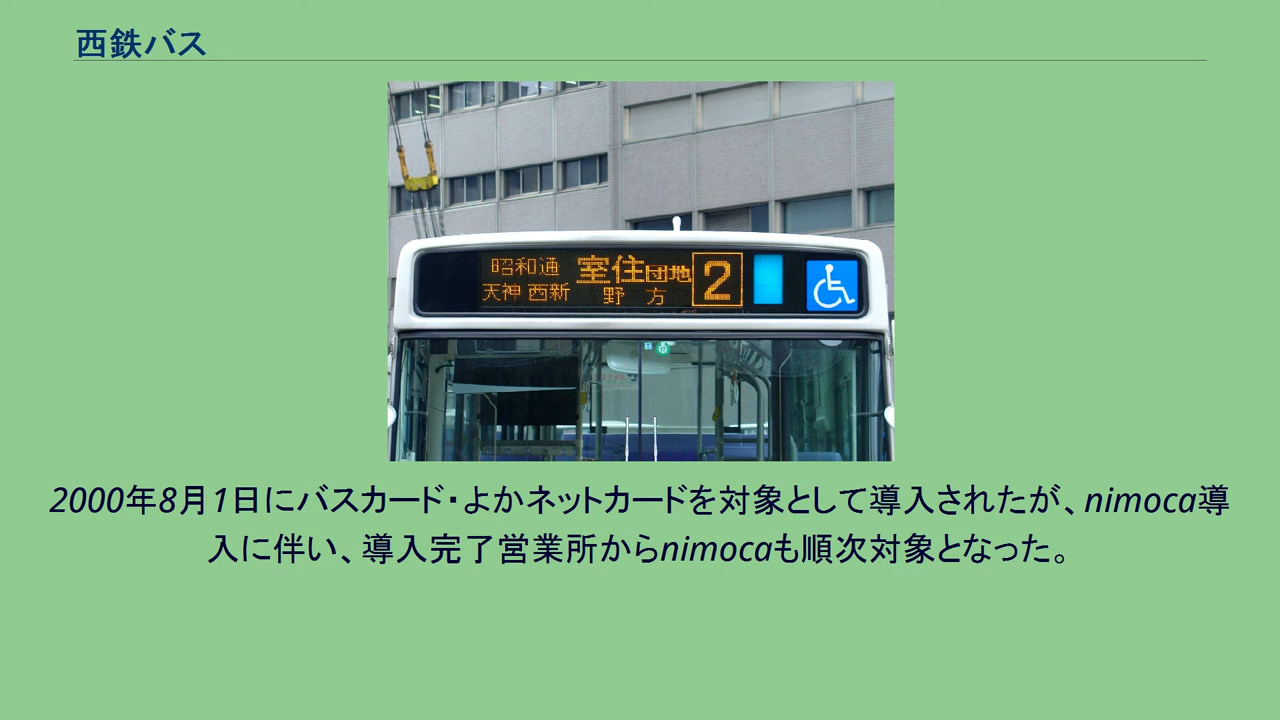 西鉄バス
昭和通
天神 西新
室住団地
野方
2
2000年8月1日にバスカード・よかネットカードを対象として導入されたが、nimoca導
入に伴い、導入完了営業所からnimocaも順次対象となった。